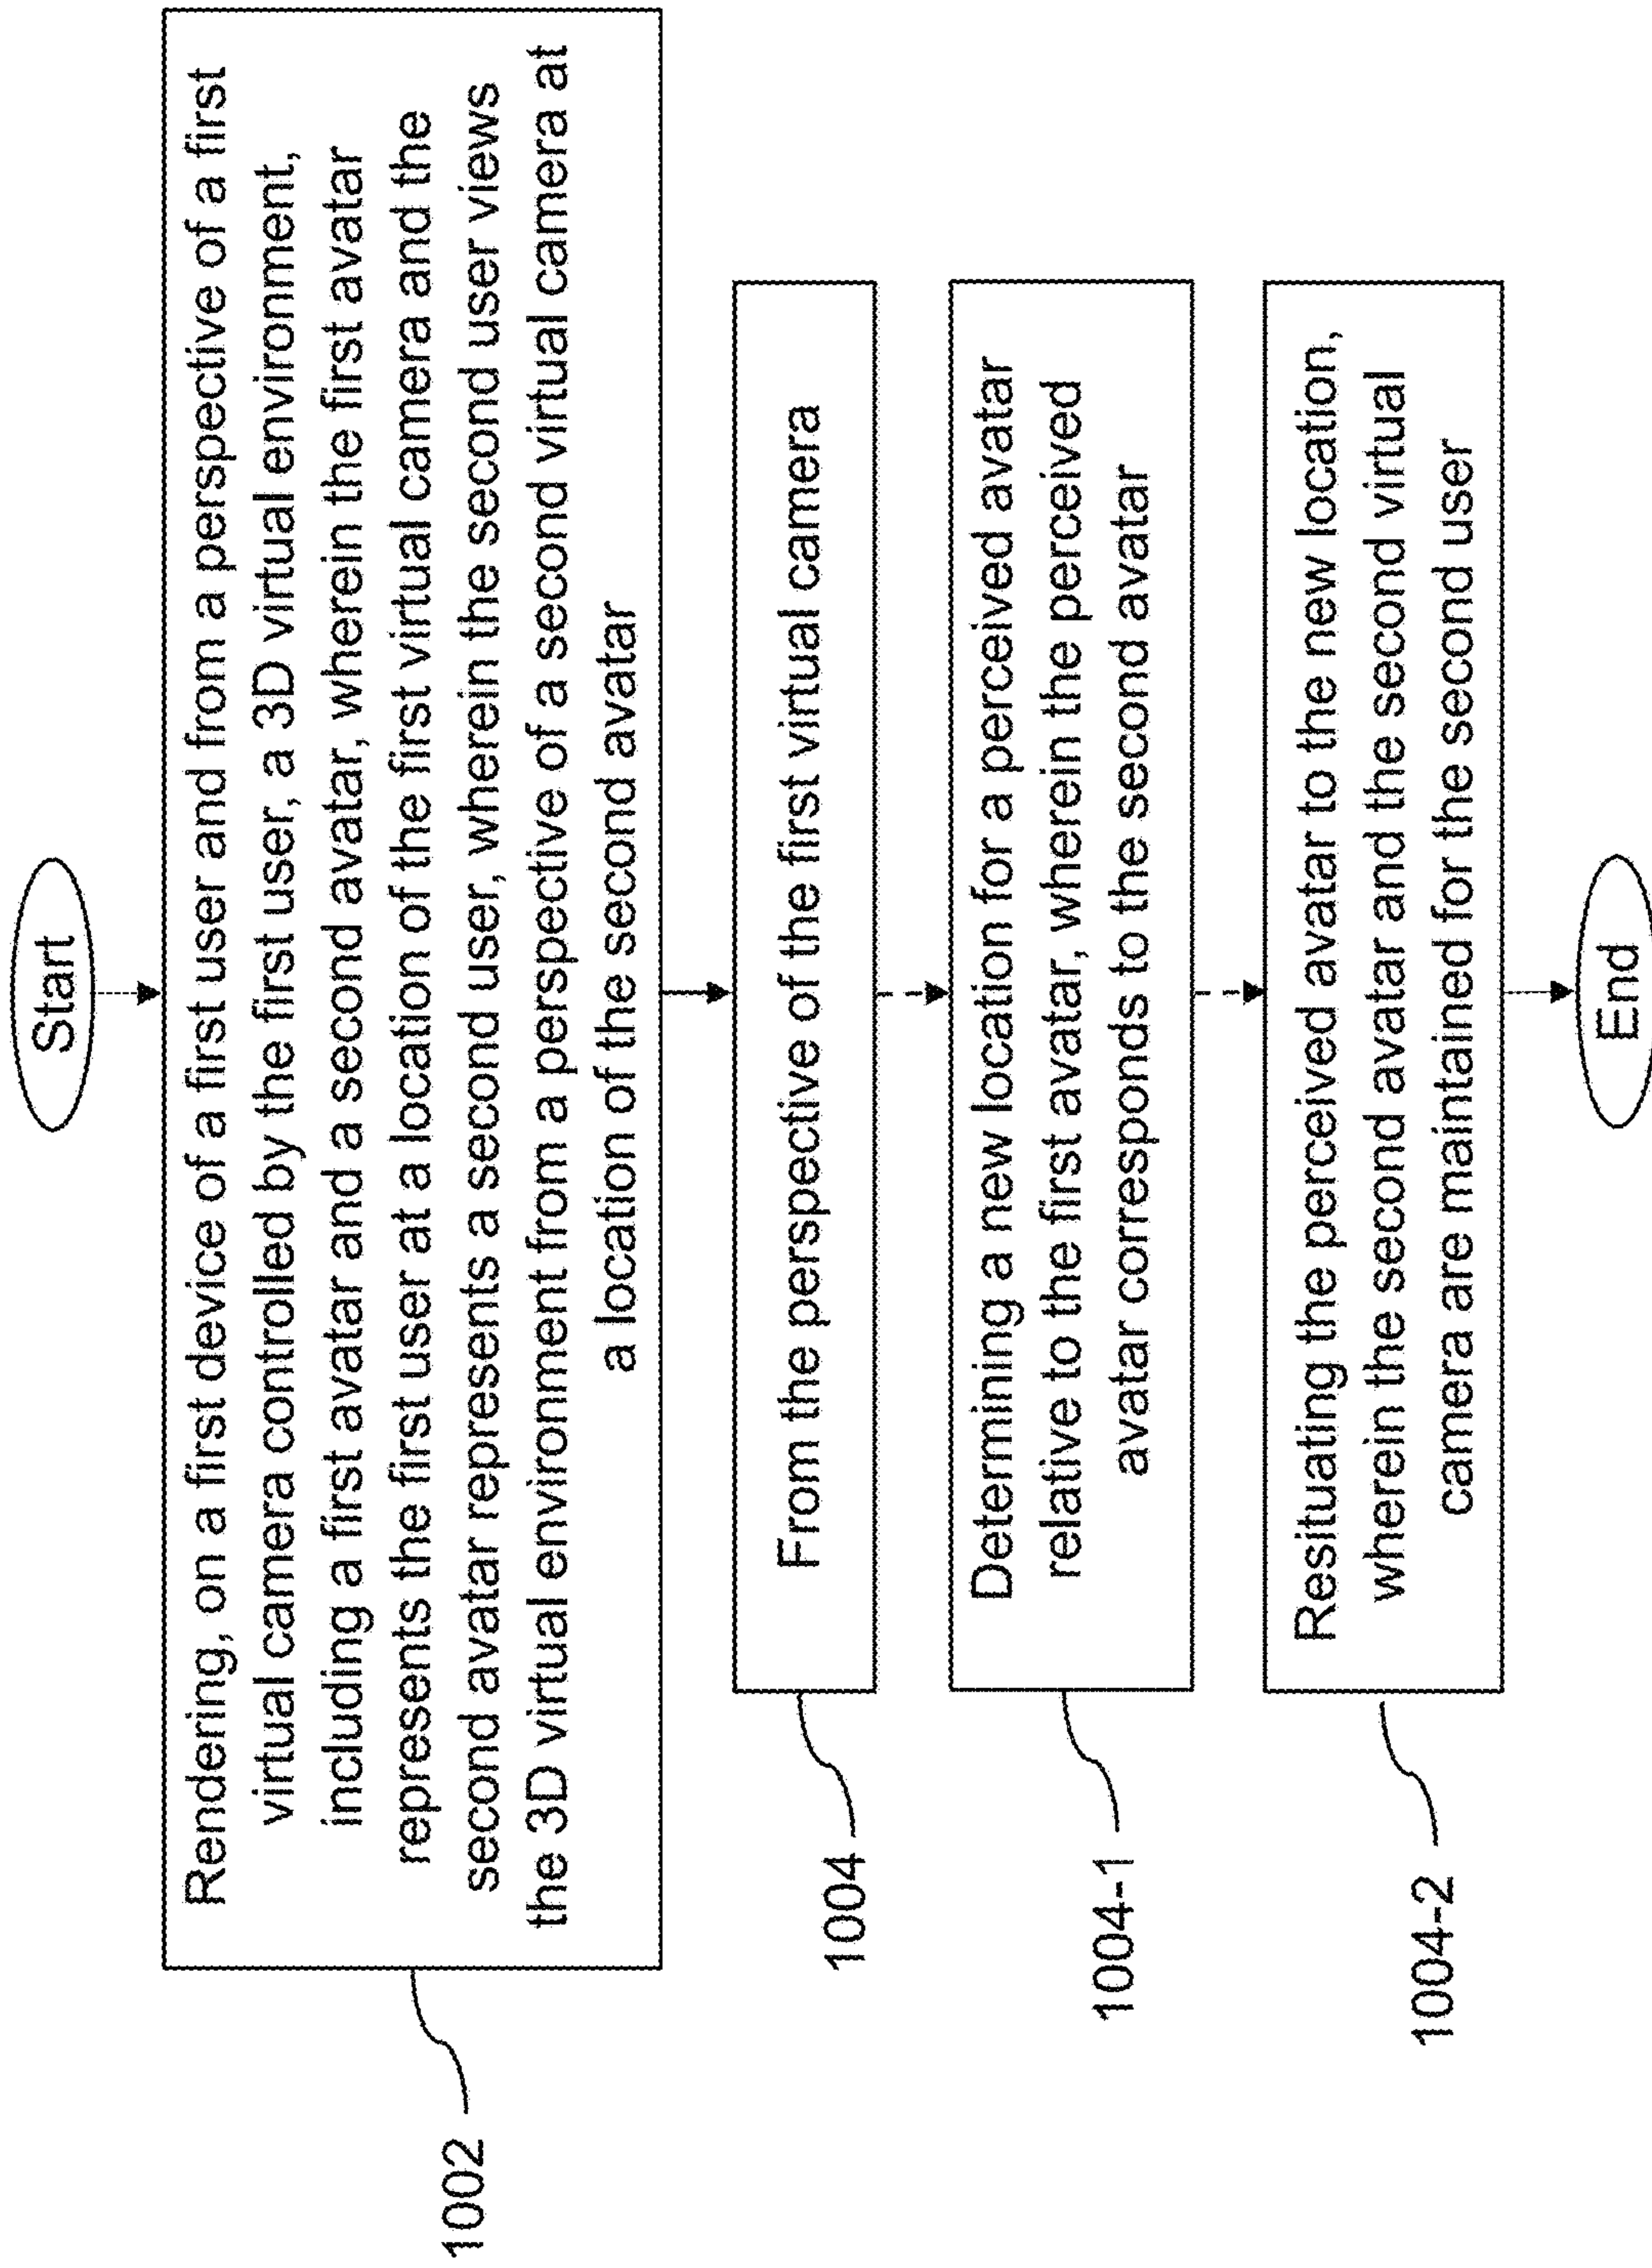 Start
Rendering, on a first device of a first user and from a perspective of a first
virtual camera controlled by the first user, a 3D virtual environment,
including a first avatar and a second avatar, wherein the first avatar
represents the first user at a location of the first virtual camera and the
second avatar represents a second user, wherein the second user views
the 3D virtual environment from a perspective of a second virtual camera at
a location of the second avatar
1002
From the perspective of the first virtual camera
1004
Determining a new location for a perceived avatar
relative to the first avatar, wherein the perceived
avatar corresponds to the second avatar
1004-1
Resituating the perceived avatar to the new location,
wherein the second avatar and the second virtual
camera are maintained for the second user
1004-2
End